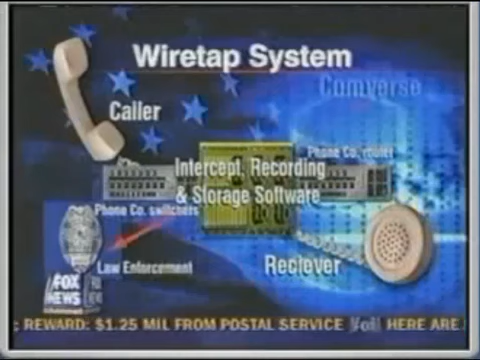 Wiretap System
Comverse
Caller
Phone Co. router
Intercept, Recording
& Storage Software
Phone Co. switchers
Law Enforcement
Reciever
FOX
NEWS
REWARD: $1.25 MIL FROM POSTAL SERVICE
HERE ARE